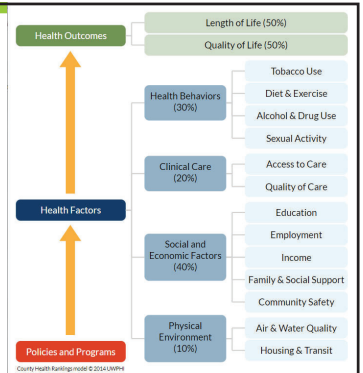 Health Outcomes
Length of Life (50%)
Quality of Life (50%)
Health Factors
Health Behaviors
(30%)
Tobacco Use
Diet & Exercise
Alcohol & Drug Use
Sexual Activity
Clinical Care
(20%)
Access to Care
Quality of Care
Social and
Economic Factors
(40%)
Education
Employment
Income
Family & Social Support
Community Safety
Physical
Environment
(10%)
Air & Water Quality
Housing & Transit
Policies and Programs
County Health Rankings model © 2014 UWPHI